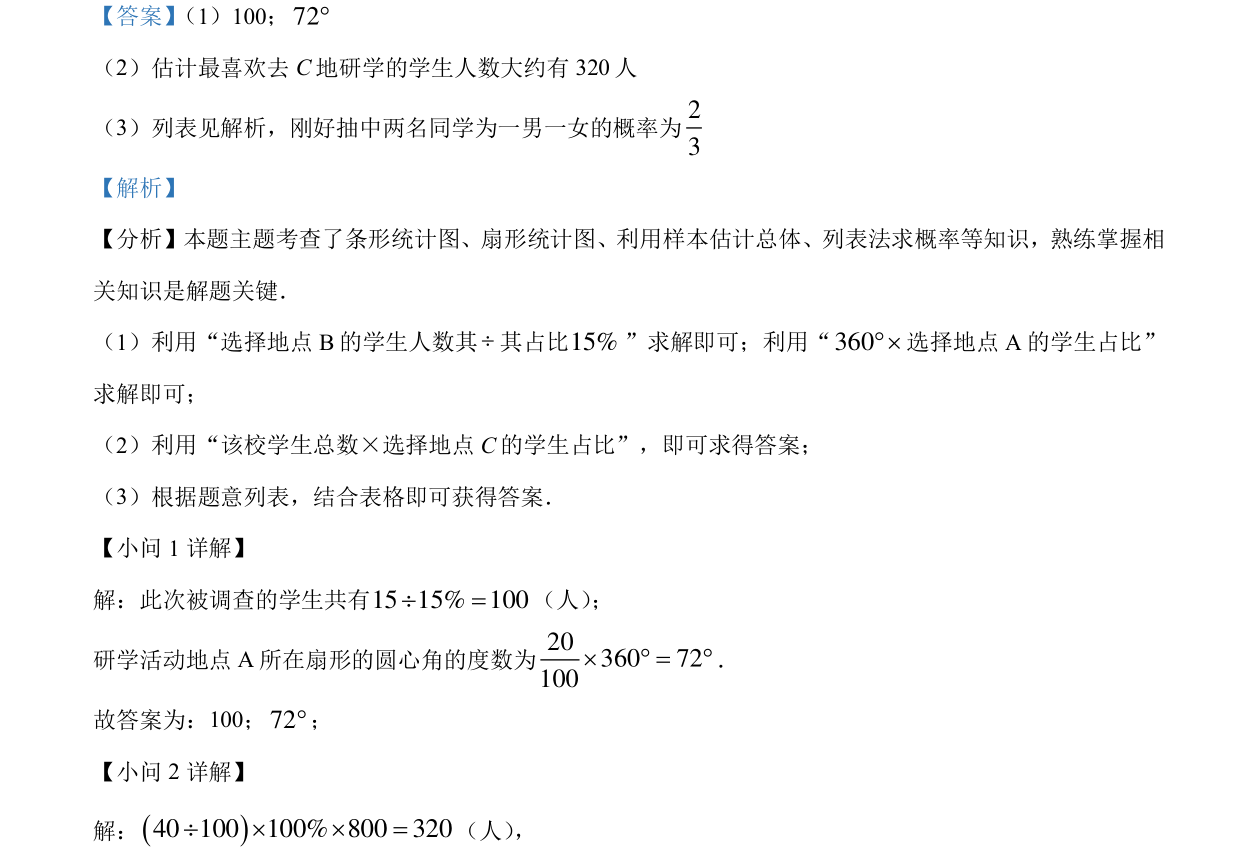 【答案】（1）100；72°
（2）估计最喜欢去 C 地研学的学生人数大约有 320 人
（3）列表见解析，刚好抽中两名同学为一男一女的概率为2/3
【解析】
【分析】本题主题考查了条形统计图、扇形统计图、利用样本估计总体、列表法求概率等知识，熟练掌握相
关知识是解题关键．
（1）利用“选择地点 B 的学生人数其÷其占比15%”求解即可；利用“360°×选择地点 A 的学生占比”
求解即可；
（2）利用“该校学生总数×选择地点 C 的学生占比”，即可求得答案；
（3）根据题意列表，结合表格即可获得答案．
【小问 1 详解】
解：此次被调查的学生共有15÷15%=100（人）；
研学活动地点 A 所在扇形的圆心角的度数为20/100×360°=72°．
故答案为：100；72°；
【小问 2 详解】
解：(40÷100)×100%×800=320（人），